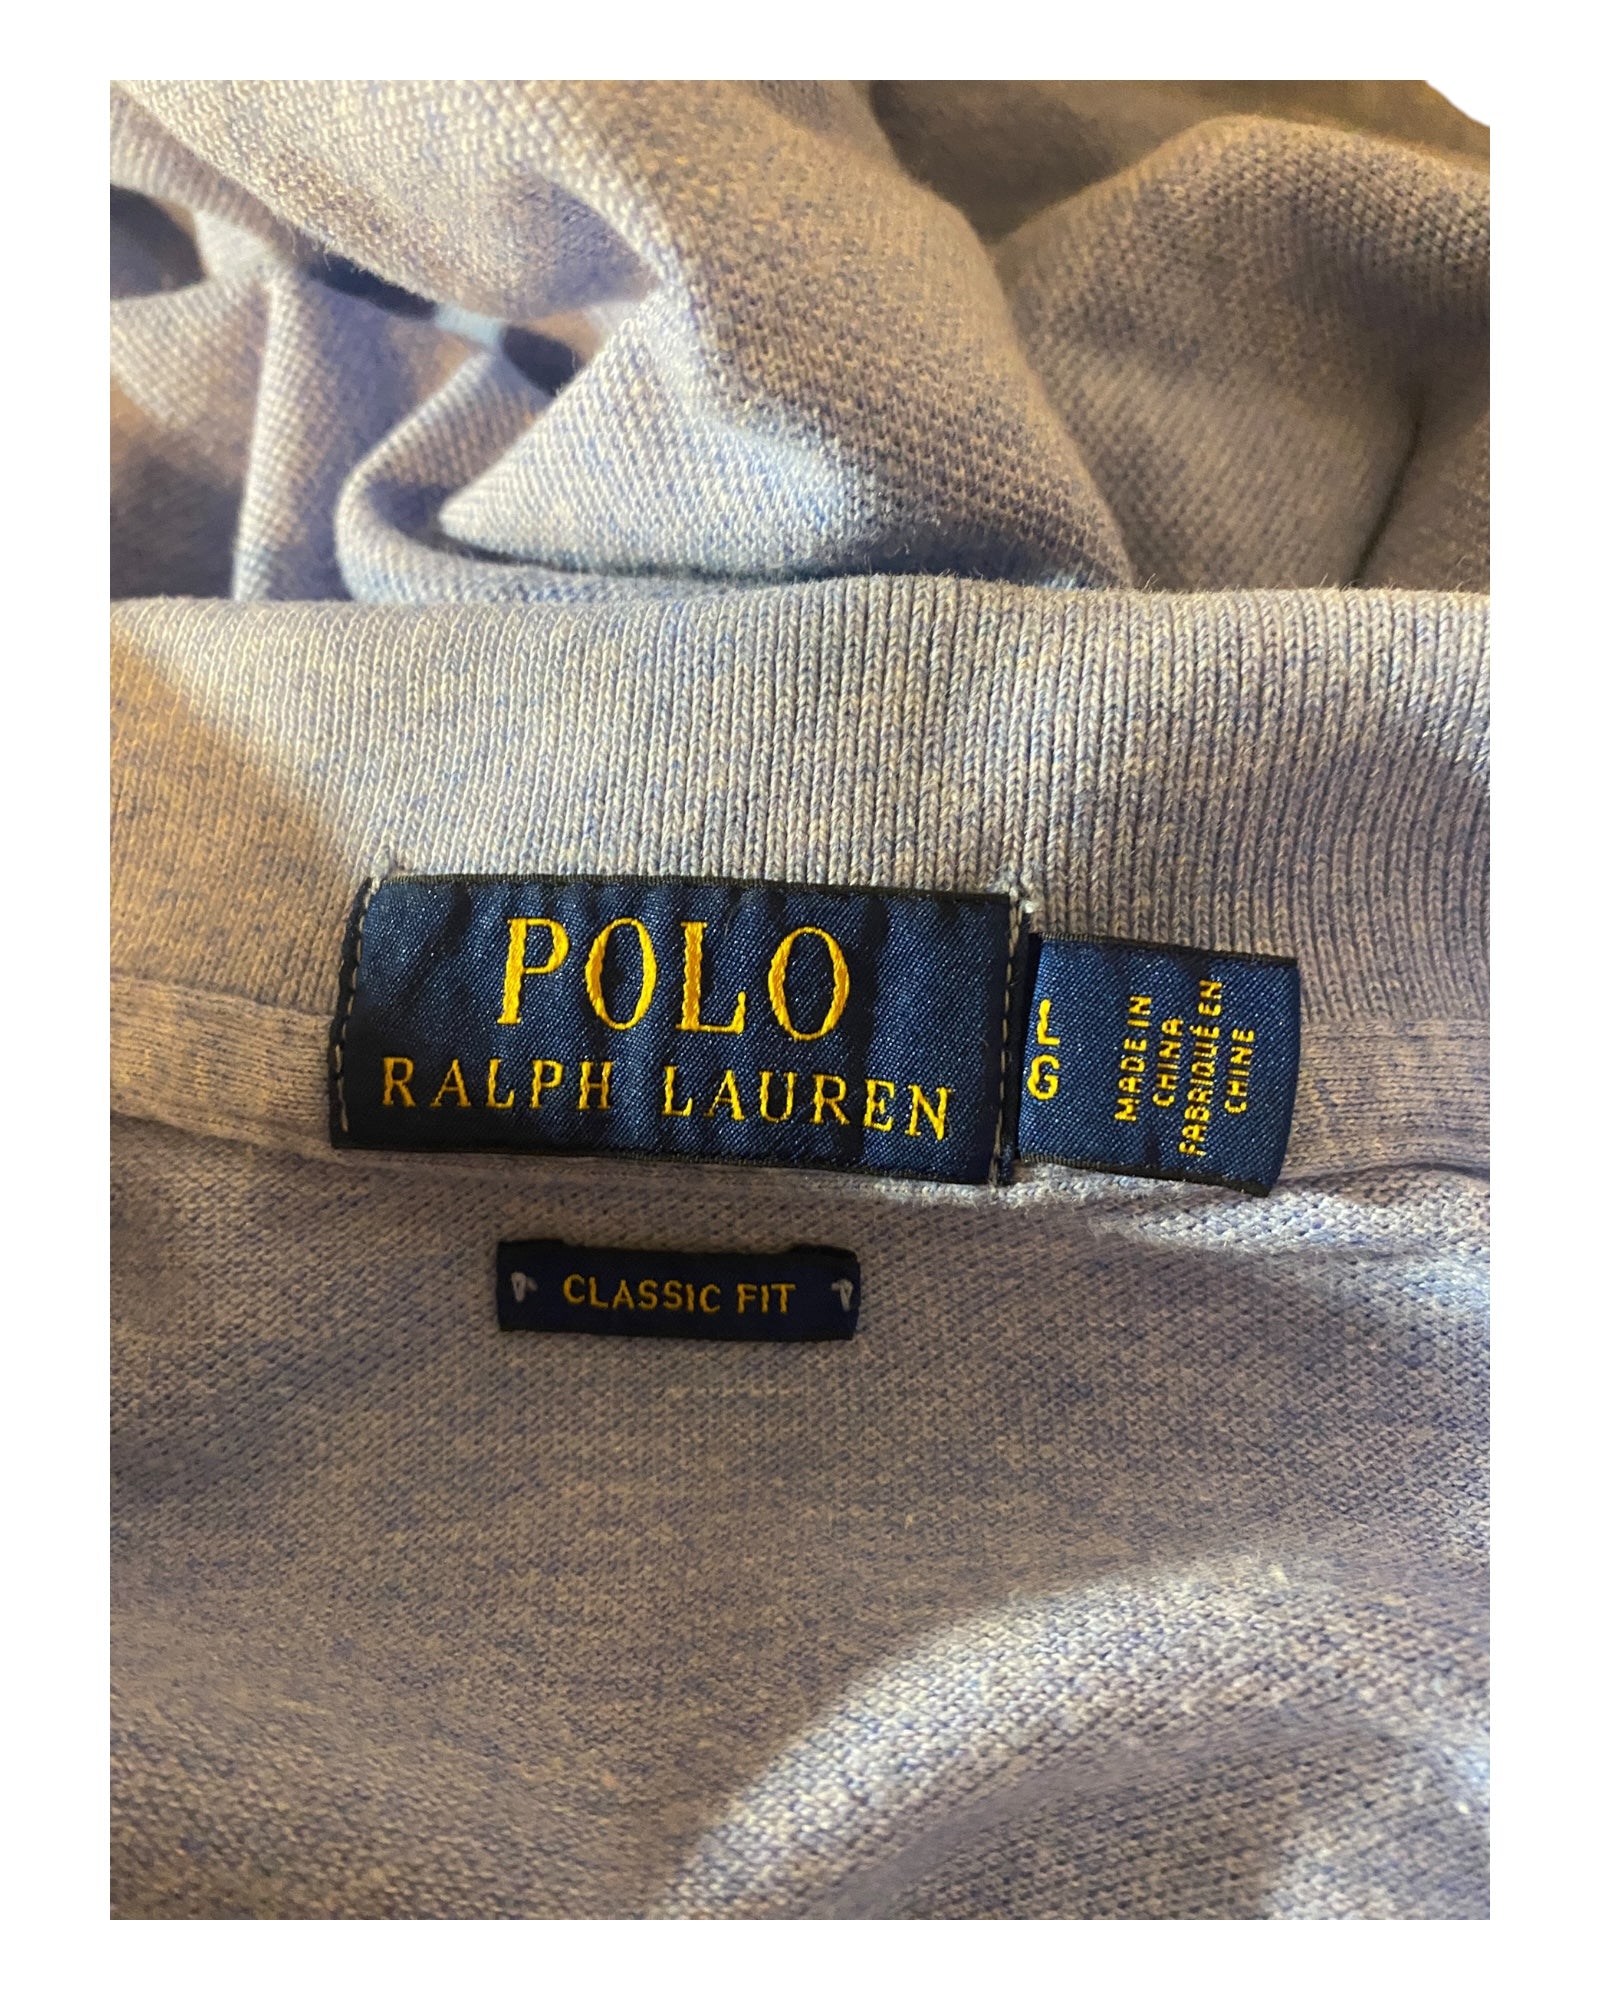 POLO
RALPH LAUREN
L
G
MADE IN
CHINA
FABRIQUÉ EN
CHINE
CLASSIC FIT